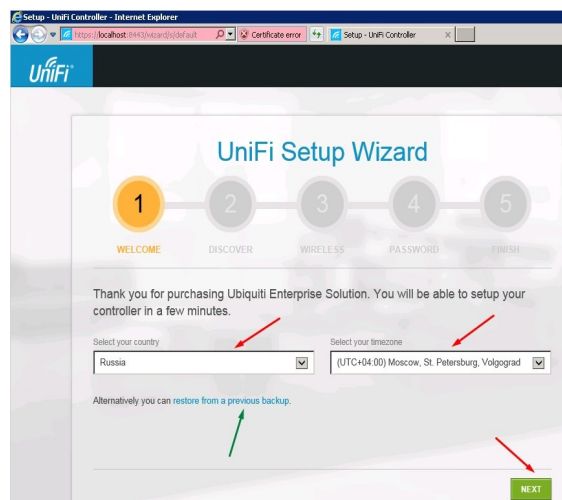 Setup - UniFi Controller - Internet Explorer
https://localhost:8443/wizard/s/default
Certificate error
Setup - UniFi Controller
UniFi
UniFi Setup Wizard
1 2 3 4 5
WELCOME DISCOVER WIRELESS PASSWORD FINISH
Thank you for purchasing Ubiquiti Enterprise Solution. You will be able to setup your
controller in a few minutes.
Select your country Select your timezone
Russia (UTC+04:00) Moscow, St. Petersburg, Volgograd
Alternatively you can restore from a previous backup.
NEXT